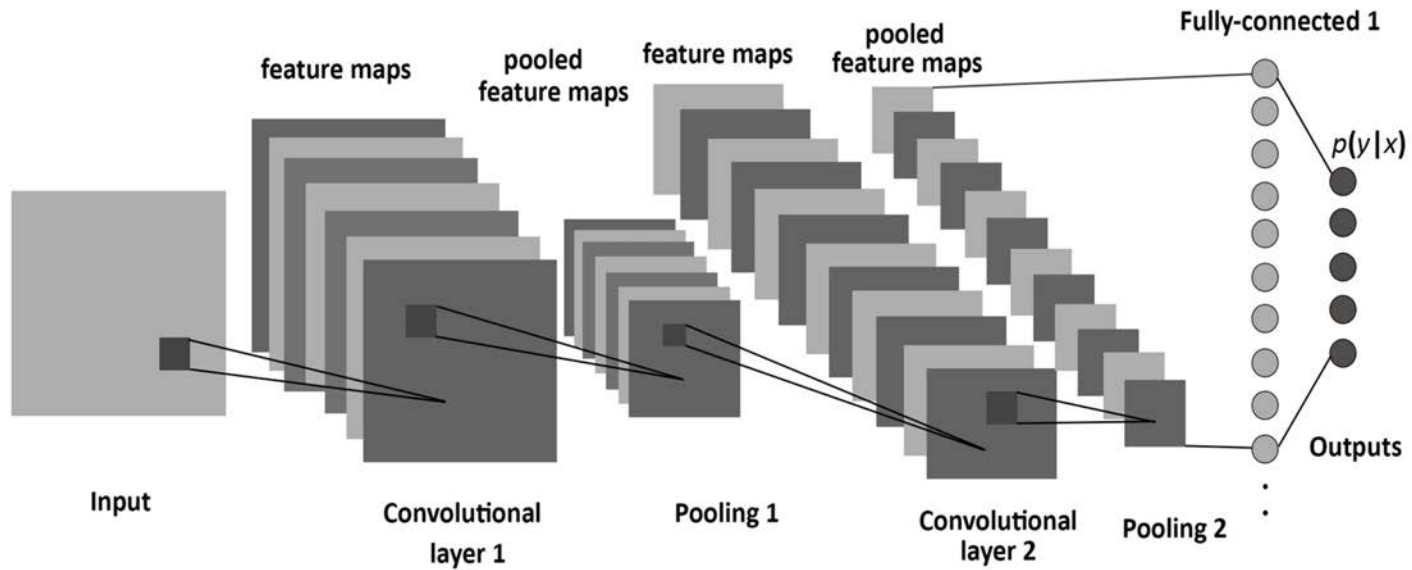 Fully-connected 1
pooled
feature maps
feature maps
pooled
feature maps
feature maps
p(y|x)
Outputs
Input
Convolutional
layer 1
Pooling 1
Convolutional
layer 2
Pooling 2